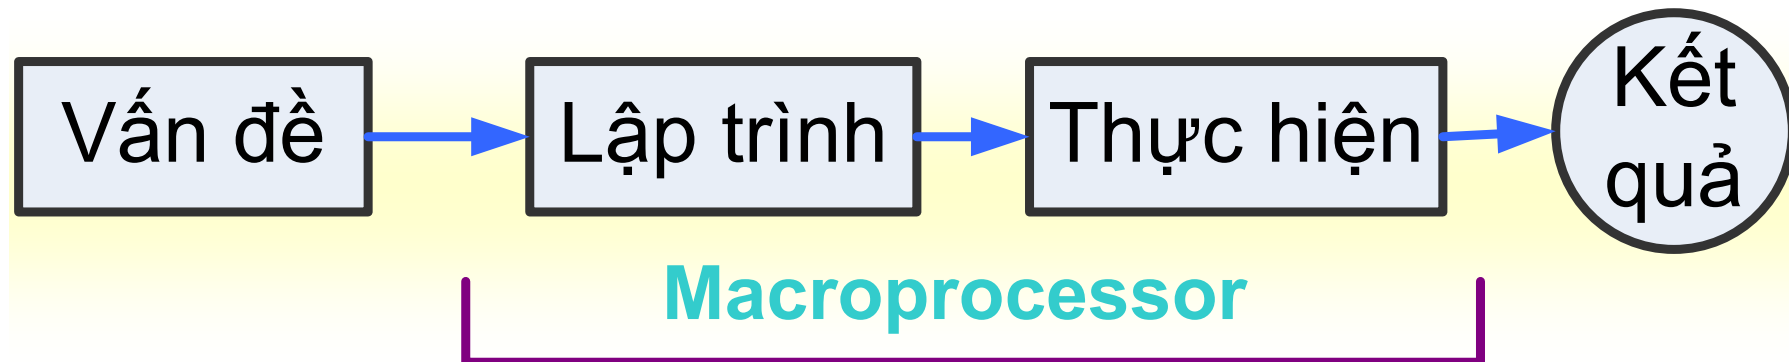 Vấn đề
Lập trình
Thực hiện
Kết
quả
Macroprocessor